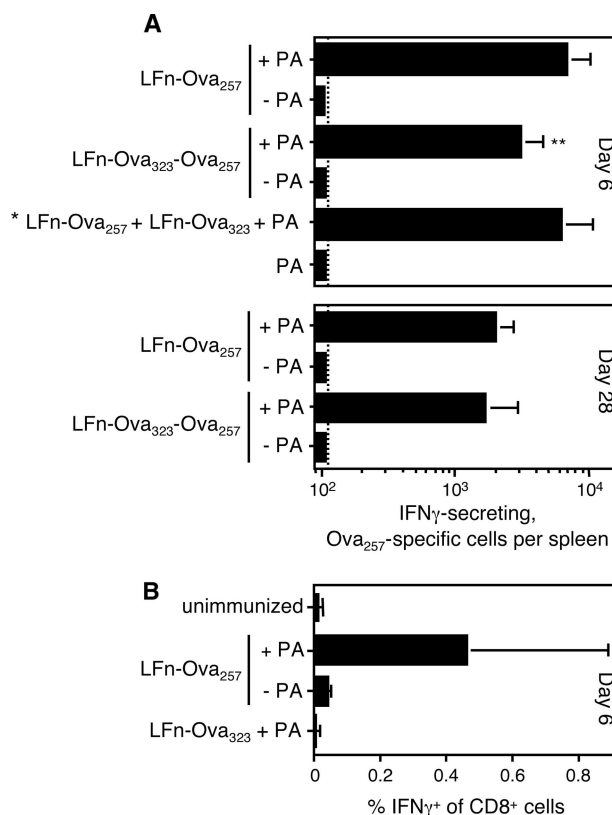 A
LFn-Ova₂₅₇
+ PA
- PA
LFn-Ova₃₂₃-Ova₂₅₇
+ PA
- PA
* LFn-Ova₂₅₇ + LFn-Ova₃₂₃ + PA
PA
**
Day 6
LFn-Ova₂₅₇
+ PA
- PA
LFn-Ova₃₂₃-Ova₂₅₇
+ PA
- PA
Day 28
10² 10³ 10⁴
IFNγ-secreting,
Ova₂₅₇-specific cells per spleen
B
unimmunized
LFn-Ova₂₅₇
+ PA
- PA
LFn-Ova₃₂₃ + PA
Day 6
0 0.2 0.4 0.6 0.8
% IFNγ⁺ of CD8⁺ cells